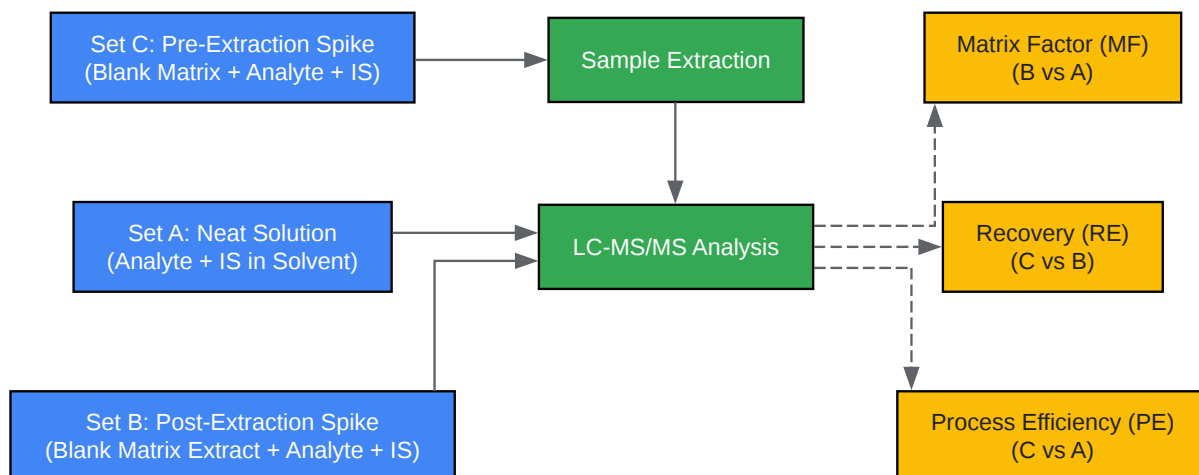 Set C: Pre-Extraction Spike
(Blank Matrix + Analyte + IS)
Sample Extraction
Matrix Factor (MF)
(B vs A)
Set A: Neat Solution
(Analyte + IS in Solvent)
LC-MS/MS Analysis
Recovery (RE)
(C vs B)
Set B: Post-Extraction Spike
(Blank Matrix Extract + Analyte + IS)
Process Efficiency (PE)
(C vs A)